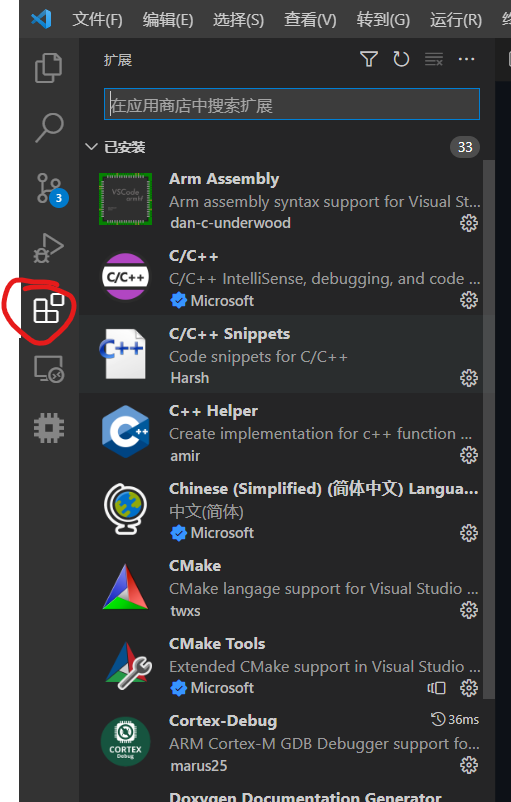 文件(F) 编辑(E) 选择(S) 查看(V) 转到(G) 运行(R)
扩展
在应用商店中搜索扩展
已安装 33
Arm Assembly
Arm assembly syntax support for Visual St...
dan-c-underwood
C/C++
C/C++ IntelliSense, debugging, and code ...
Microsoft
3
C/C++ Snippets
Code snippets for C/C++
Harsh
C++ Helper
Create implementation for c++ function ...
amir
Chinese (Simplified) (简体中文) Langua...
中文(简体)
Microsoft
CMake
CMake langage support for Visual Studio ...
twxs
CMake Tools
Extended CMake support in Visual Studio ...
Microsoft
Cortex-Debug 36ms
ARM Cortex-M GDB Debugger support fo...
marus25
Doxygen Documentation Generator
VSCode
armhf
C/C++
C++
C++
CORTEX
Debug